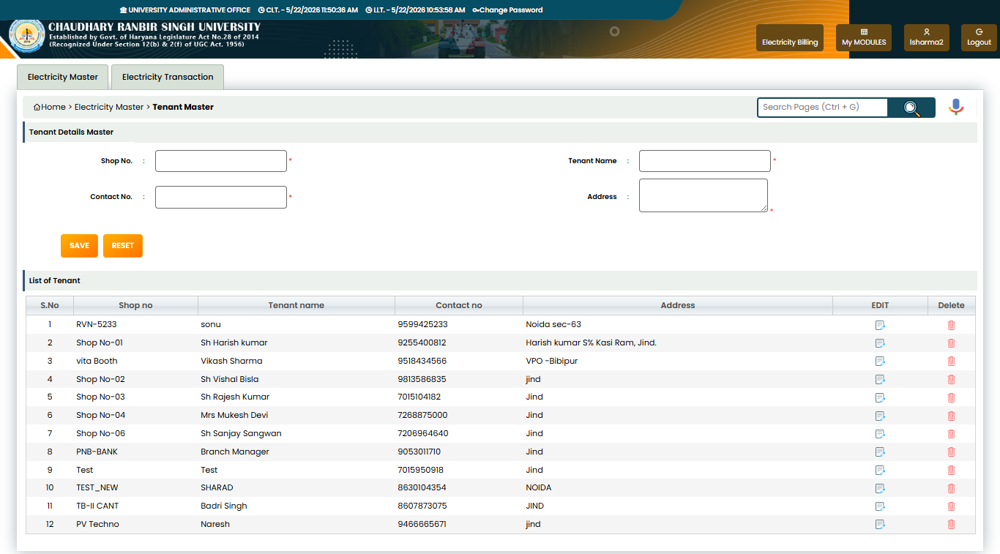 UNIVERSITY ADMINISTRATIVE OFFICE CLT. - 5/22/2026 11:50:36 AM LLT. - 5/22/2026 10:53:58 AM Change Password
CHAUDHARY RANBIR SINGH UNIVERSITY
Established by Govt. of Haryana Legislature Act No.28 of 2014
(Recognized Under Section 12(b) & 2(f) of UGC Act, 1956)
Electricity Billing My MODULES lsharma2 Logout
Electricity Master Electricity Transaction
Home > Electricity Master > Tenant Master Search Pages (Ctrl + G)
Tenant Details Master
Shop No. : * Tenant Name : *
Contact No. : * Address : *
SAVE RESET
List of Tenant
S.No Shop no Tenant name Contact no Address EDIT Delete
1 RVN-5233 sonu 9599425233 Noida sec-63
2 Shop No-01 Sh Harish kumar 9255400812 Harish kumar S% Kasi Ram, Jind.
3 vita Booth Vikash Sharma 9518434566 VPO -Bibipur
4 Shop No-02 Sh Vishal Bisla 9813586835 jind
5 Shop No-03 Sh Rajesh Kumar 7015104182 Jind
6 Shop No-04 Mrs Mukesh Devi 7268875000 Jind
7 Shop No-06 Sh Sanjay Sangwan 7206964640 Jind
8 PNB-BANK Branch Manager 9053011710 Jind
9 Test Test 7015950918 Jind
10 TEST_NEW SHARAD 8630104354 NOIDA
11 TB-II CANT Badri Singh 8607873075 JIND
12 PV Techno Naresh 9466665671 jind